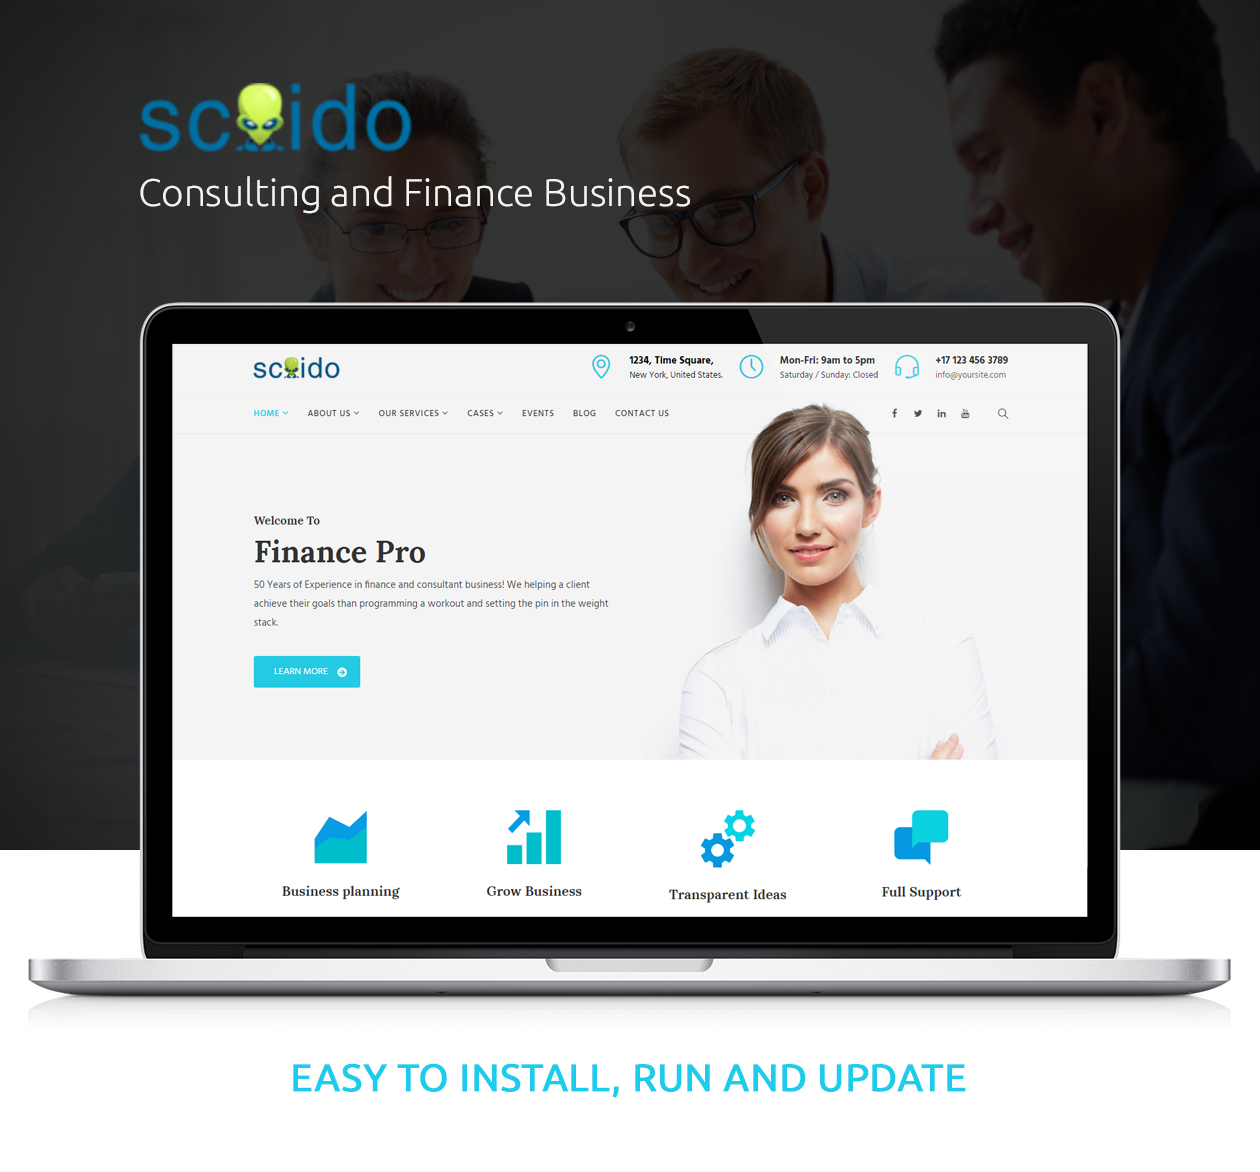 scido
Consulting and Finance Business
scido
1234, Time Square,
New York, United States.
Mon-Fri: 9am to 5pm
Saturday / Sunday: Closed
+17 123 456 3789
info@yoursite.com
HOME ABOUT US OUR SERVICES CASES EVENTS BLOG CONTACT US
Welcome To
Finance Pro
50 Years of Experience in finance and consultant business! We helping a client
achieve their goals than programming a workout and setting the pin in the weight
stack.
LEARN MORE
Business planning
Grow Business
Transparent Ideas
Full Support
EASY TO INSTALL, RUN AND UPDATE